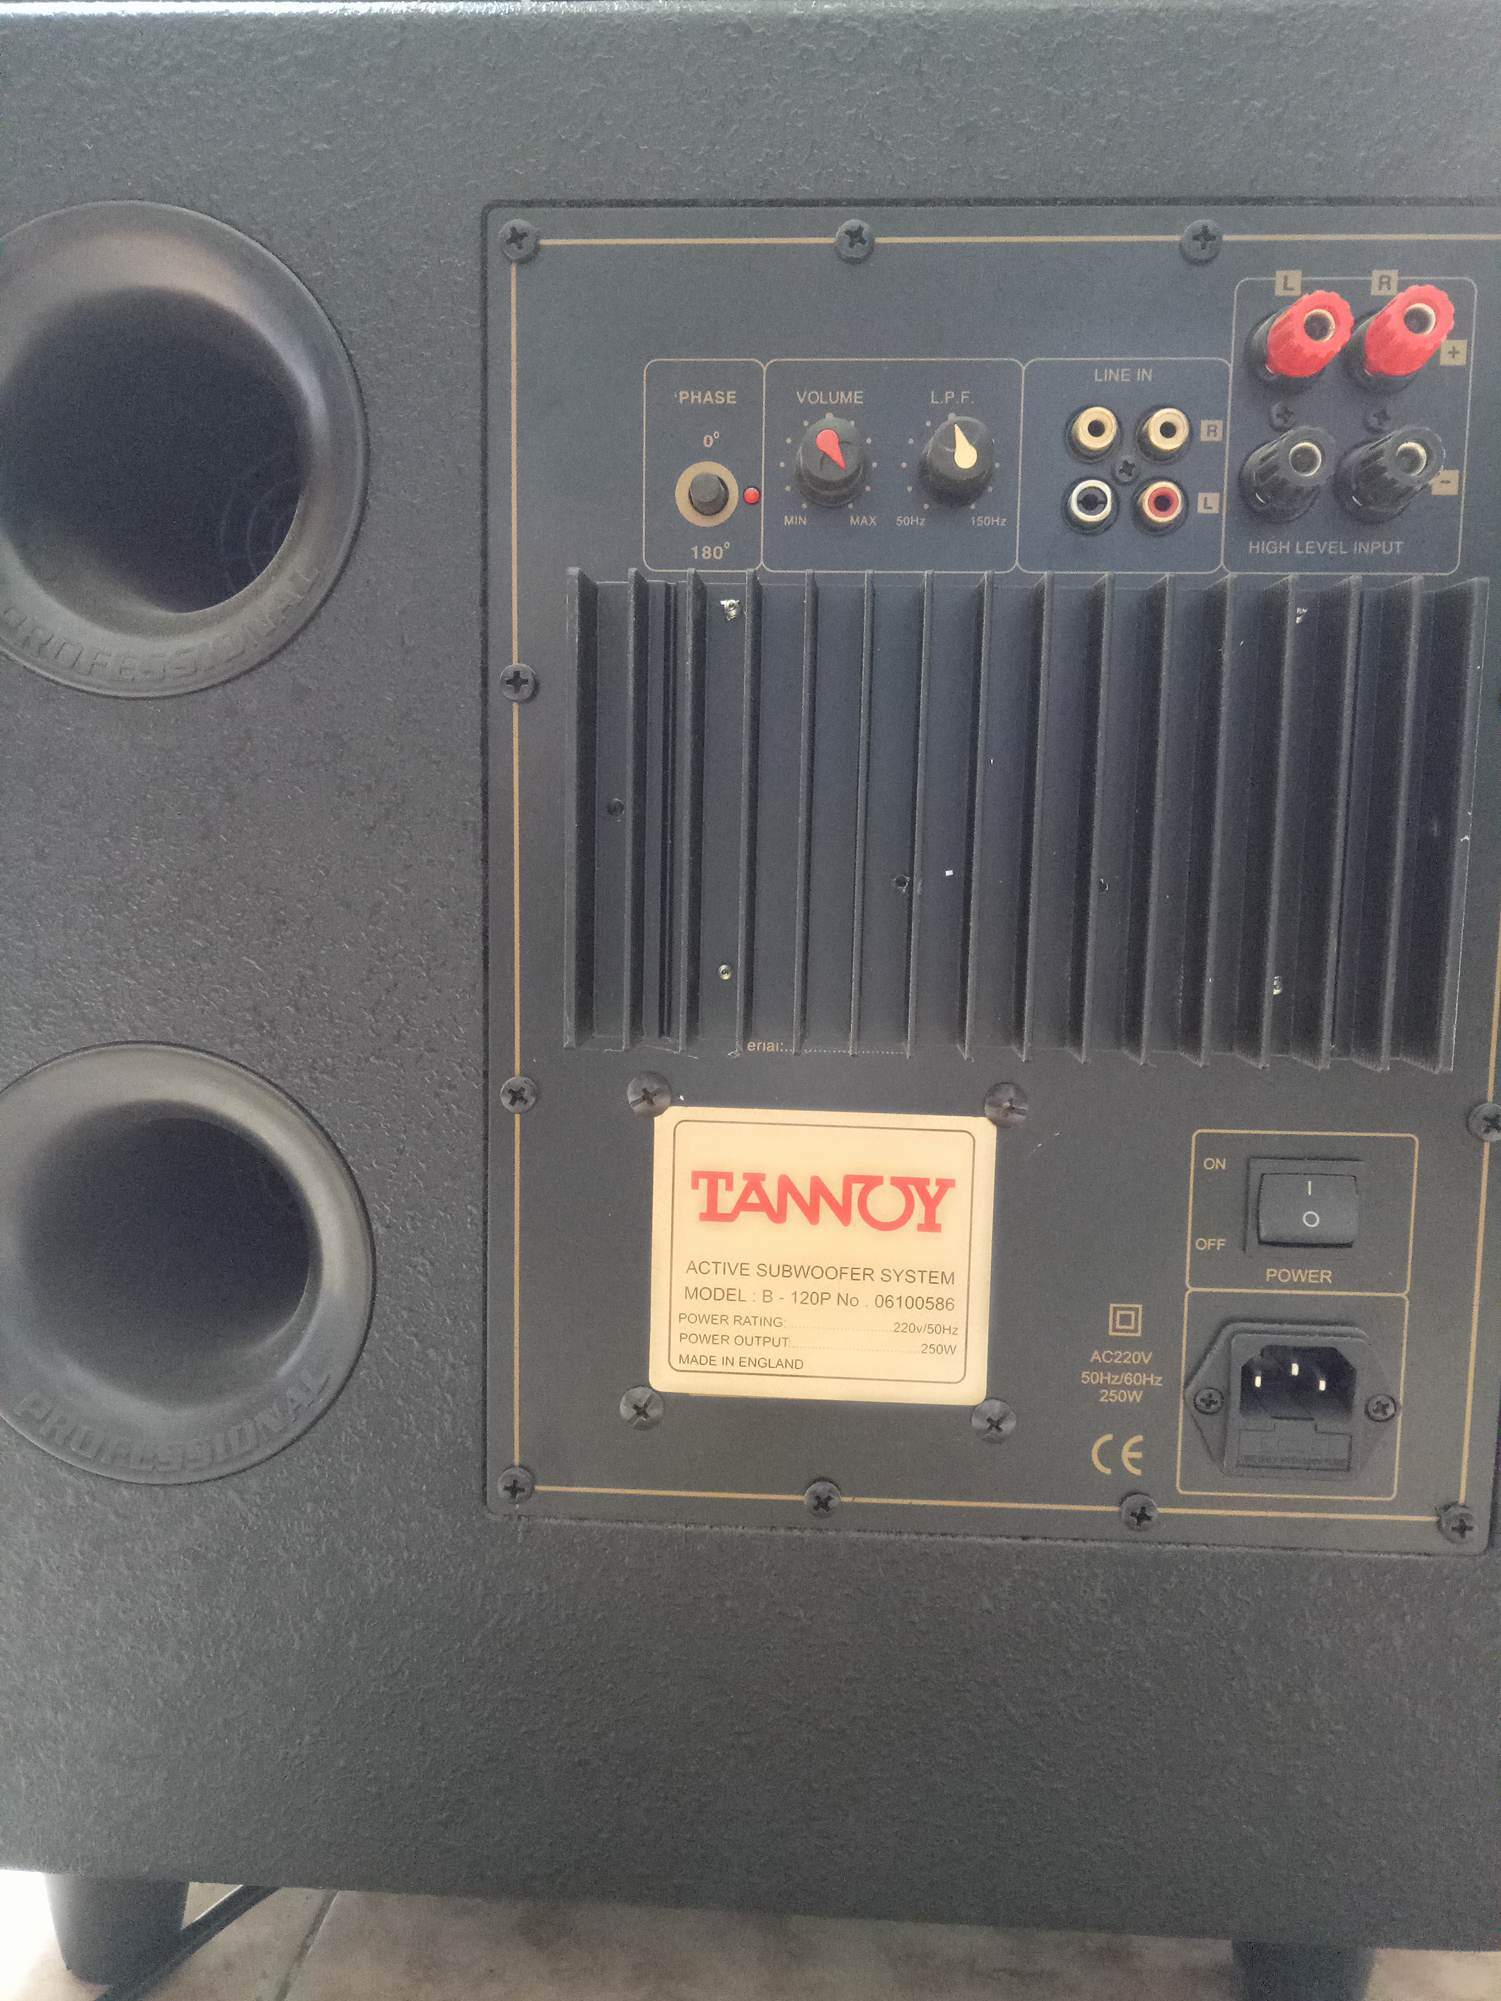 L R
+
LINE IN
'PHASE VOLUME L.P.F.
0°
R
MIN MAX 50Hz 150Hz
L
-
180°
HIGH LEVEL INPUT
PROFESSIONAL
erial:
TANNOY
ACTIVE SUBWOOFER SYSTEM
MODEL : B - 120P No . 06100586
POWER RATING: 220v/50Hz
POWER OUTPUT: 250W
MADE IN ENGLAND
ON
I
O
OFF
POWER
AC220V
50Hz/60Hz
250W
CE
PROFESSIONAL